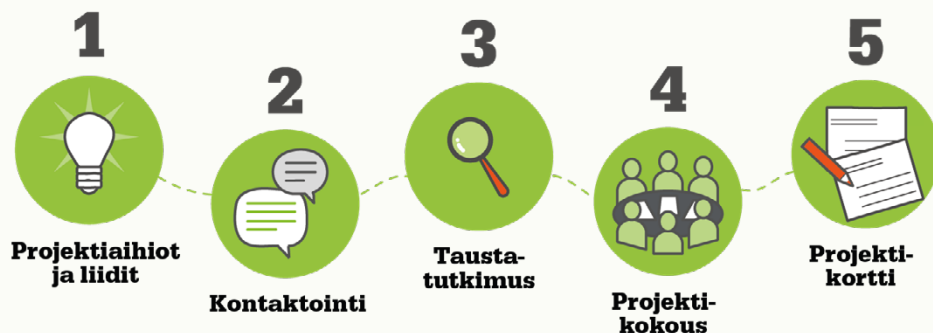 1
Projektiaihiot
ja liidit
2
Kontaktointi
3
Tausta-
tutkimus
4
Projekti-
kokous
5
Projekti-
kortti